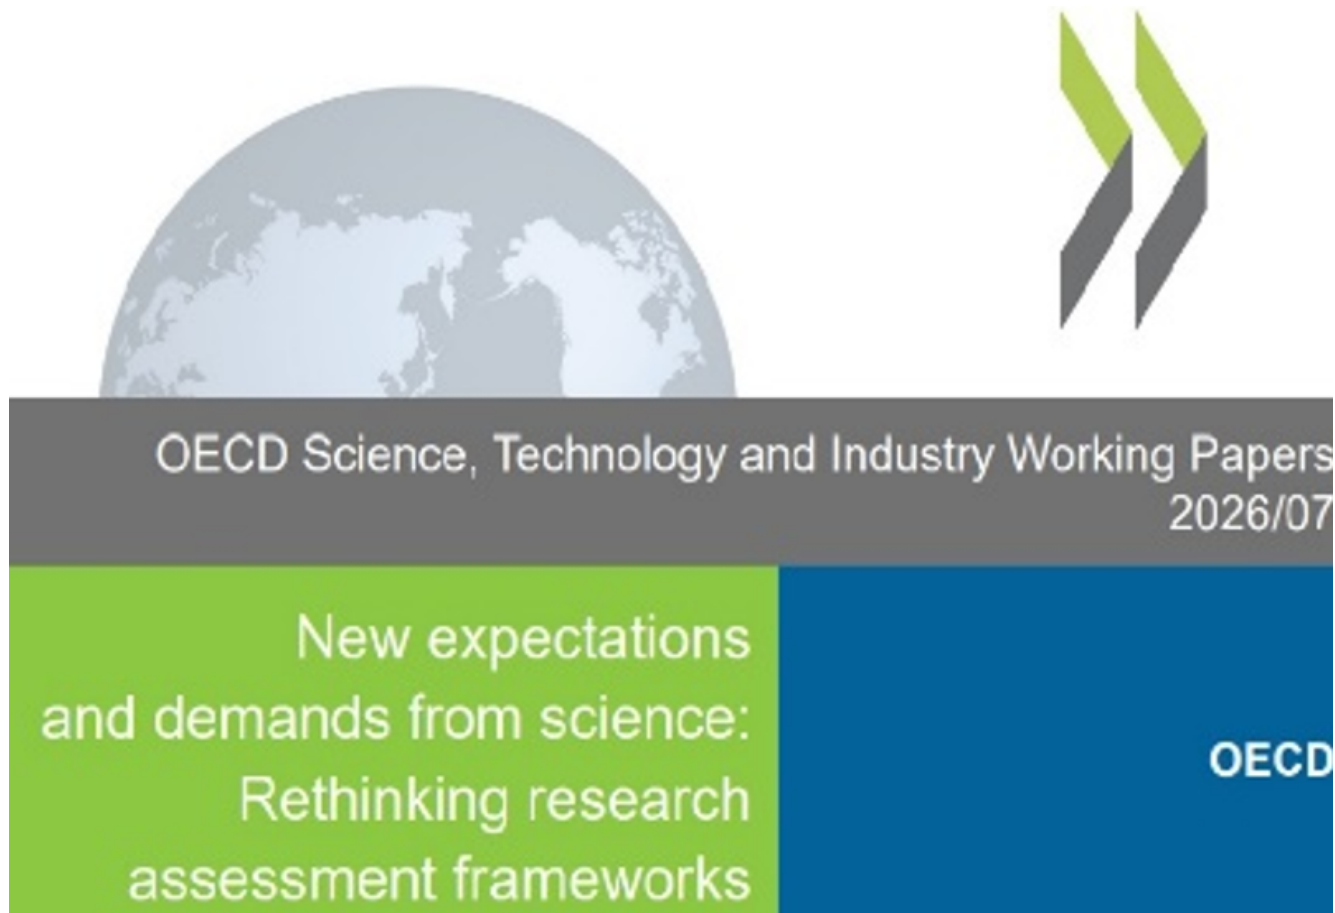 OECD Science, Technology and Industry Working Papers
2026/07
New expectations
and demands from science:
Rethinking research
assessment frameworks
OECD